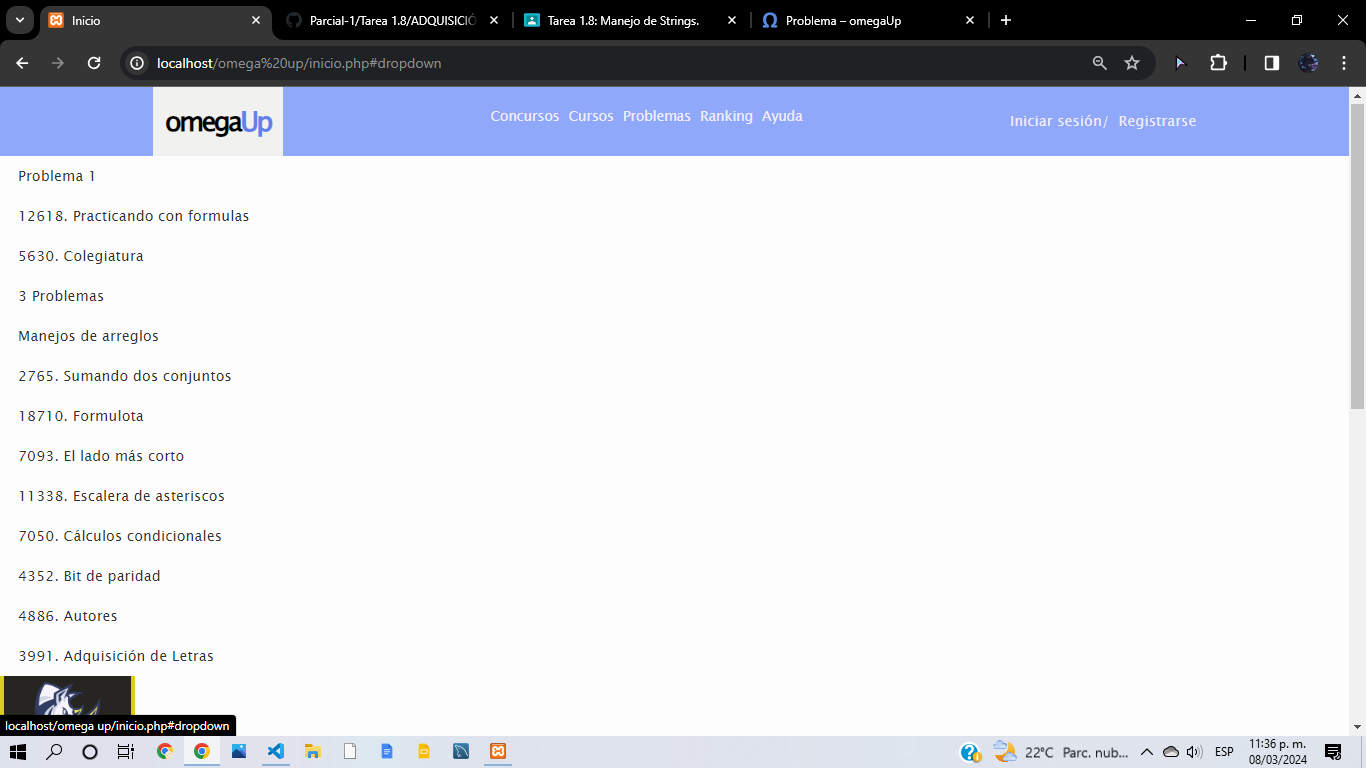 Inicio
Parcial-1/Tarea 1.8/ADQUISICIÓ
Tarea 1.8: Manejo de Strings.
Problema – omegaUp
localhost/omega%20up/inicio.php#dropdown
omegaUp
Concursos Cursos Problemas Ranking Ayuda
Iniciar sesión/ Registrarse
Problema 1
12618. Practicando con formulas
5630. Colegiatura
3 Problemas
Manejos de arreglos
2765. Sumando dos conjuntos
18710. Formulota
7093. El lado más corto
11338. Escalera de asteriscos
7050. Cálculos condicionales
4352. Bit de paridad
4886. Autores
3991. Adquisición de Letras
localhost/omega up/inicio.php#dropdown
22°C Parc. nub...
ESP
11:36 p. m.
08/03/2024